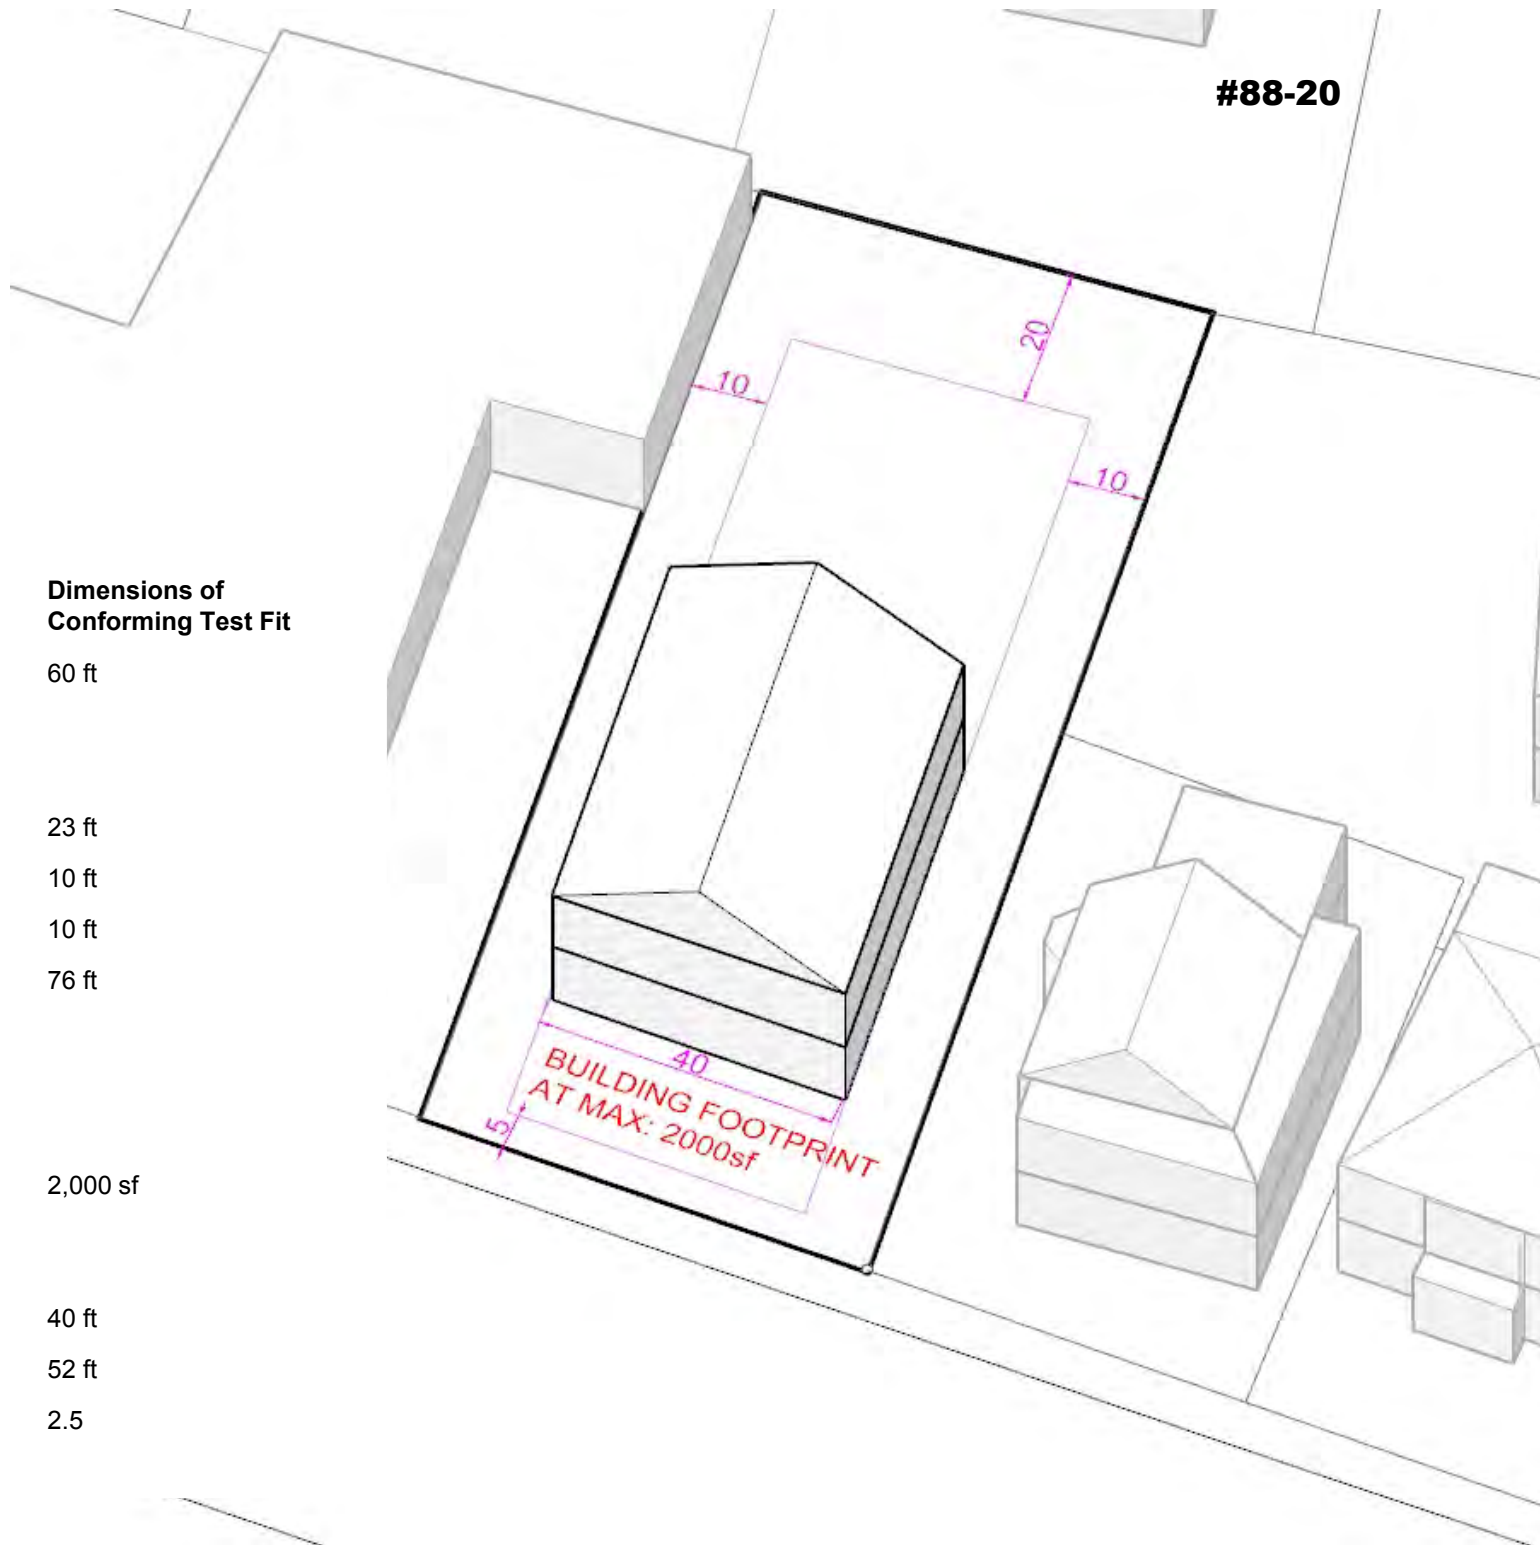 #88-20
20
10
10
Dimensions of
Conforming Test Fit
60 ft
23 ft
10 ft
10 ft
76 ft
40
BUILDING FOOTPRINT
AT MAX: 2000sf
5
2,000 sf
40 ft
52 ft
2.5